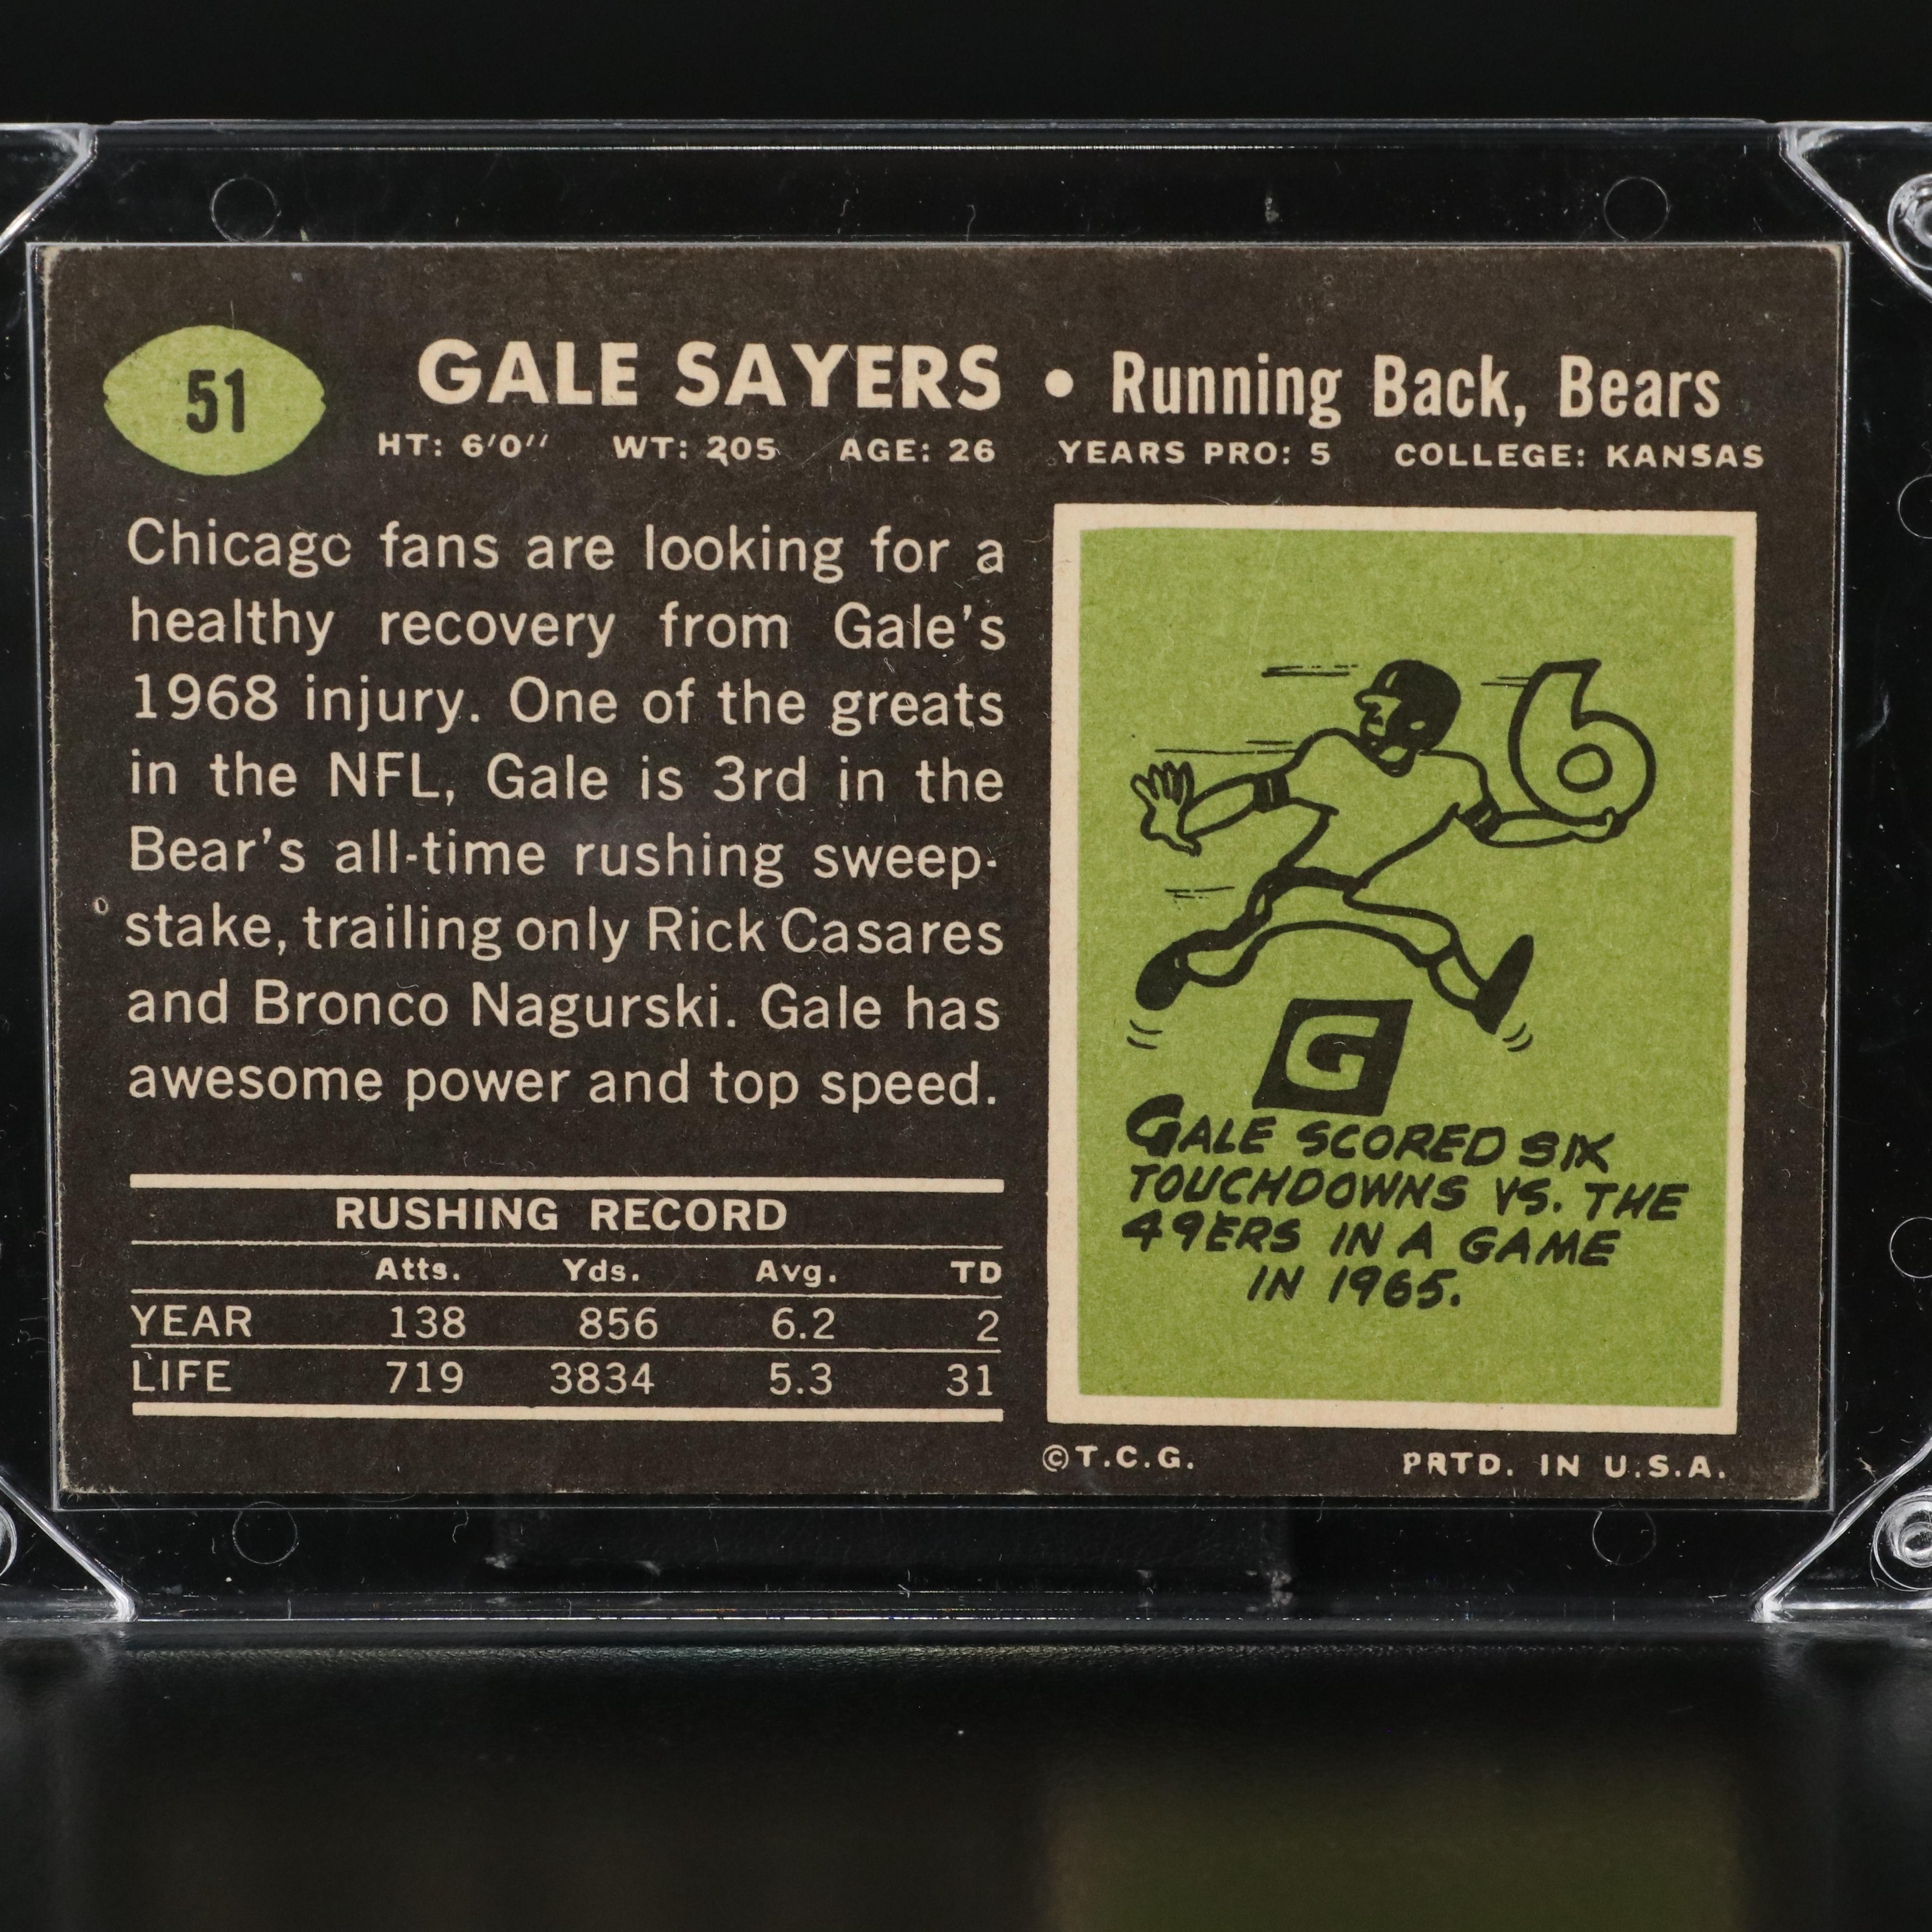 51
GALE SAYERS • Running Back, Bears
HT: 6'0'' WT: 205 AGE: 26 YEARS PRO: 5 COLLEGE: KANSAS
Chicago fans are looking for a
healthy recovery from Gale's
1968 injury. One of the greats
in the NFL, Gale is 3rd in the
Bear's all-time rushing sweep-
stake, trailing only Rick Casares
and Bronco Nagurski. Gale has
awesome power and top speed.
RUSHING RECORD
Atts. Yds. Avg. TD
YEAR 138 856 6.2 2
LIFE 719 3834 5.3 31
6
G
GALE SCORED SIX
TOUCHDOWNS VS. THE
49ERS IN A GAME
IN 1965.
©T.C.G. PRTD. IN U.S.A.